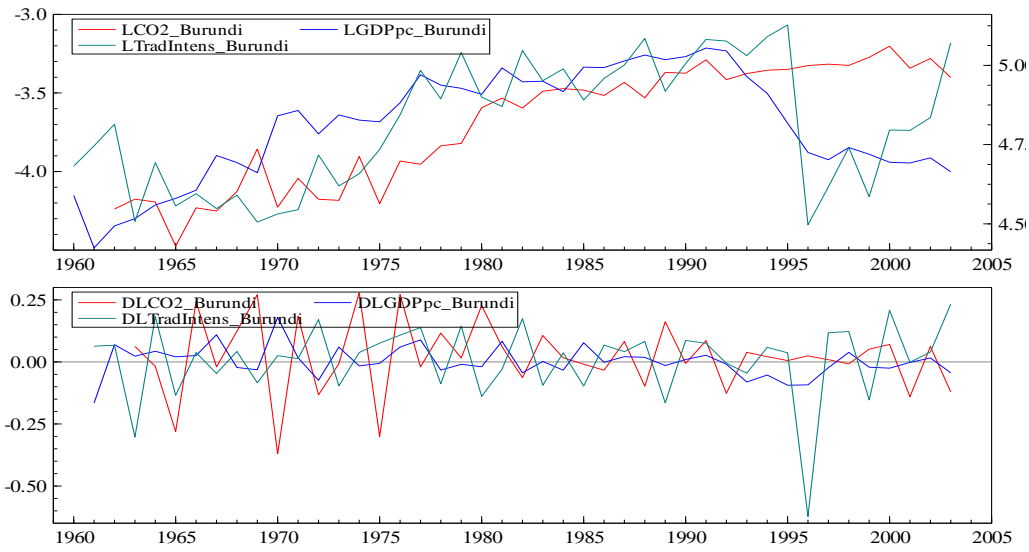 -3.0
-3.5
-4.0
LCO2_Burundi LGDPpc_Burundi
LTradIntens_Burundi
5.00
4.75
4.50
1960 1965 1970 1975 1980 1985 1990 1995 2000 2005
0.25
0.00
-0.25
-0.50
DLCO2_Burundi DLGDPpc_Burundi
DLTradIntens_Burundi
1960 1965 1970 1975 1980 1985 1990 1995 2000 2005